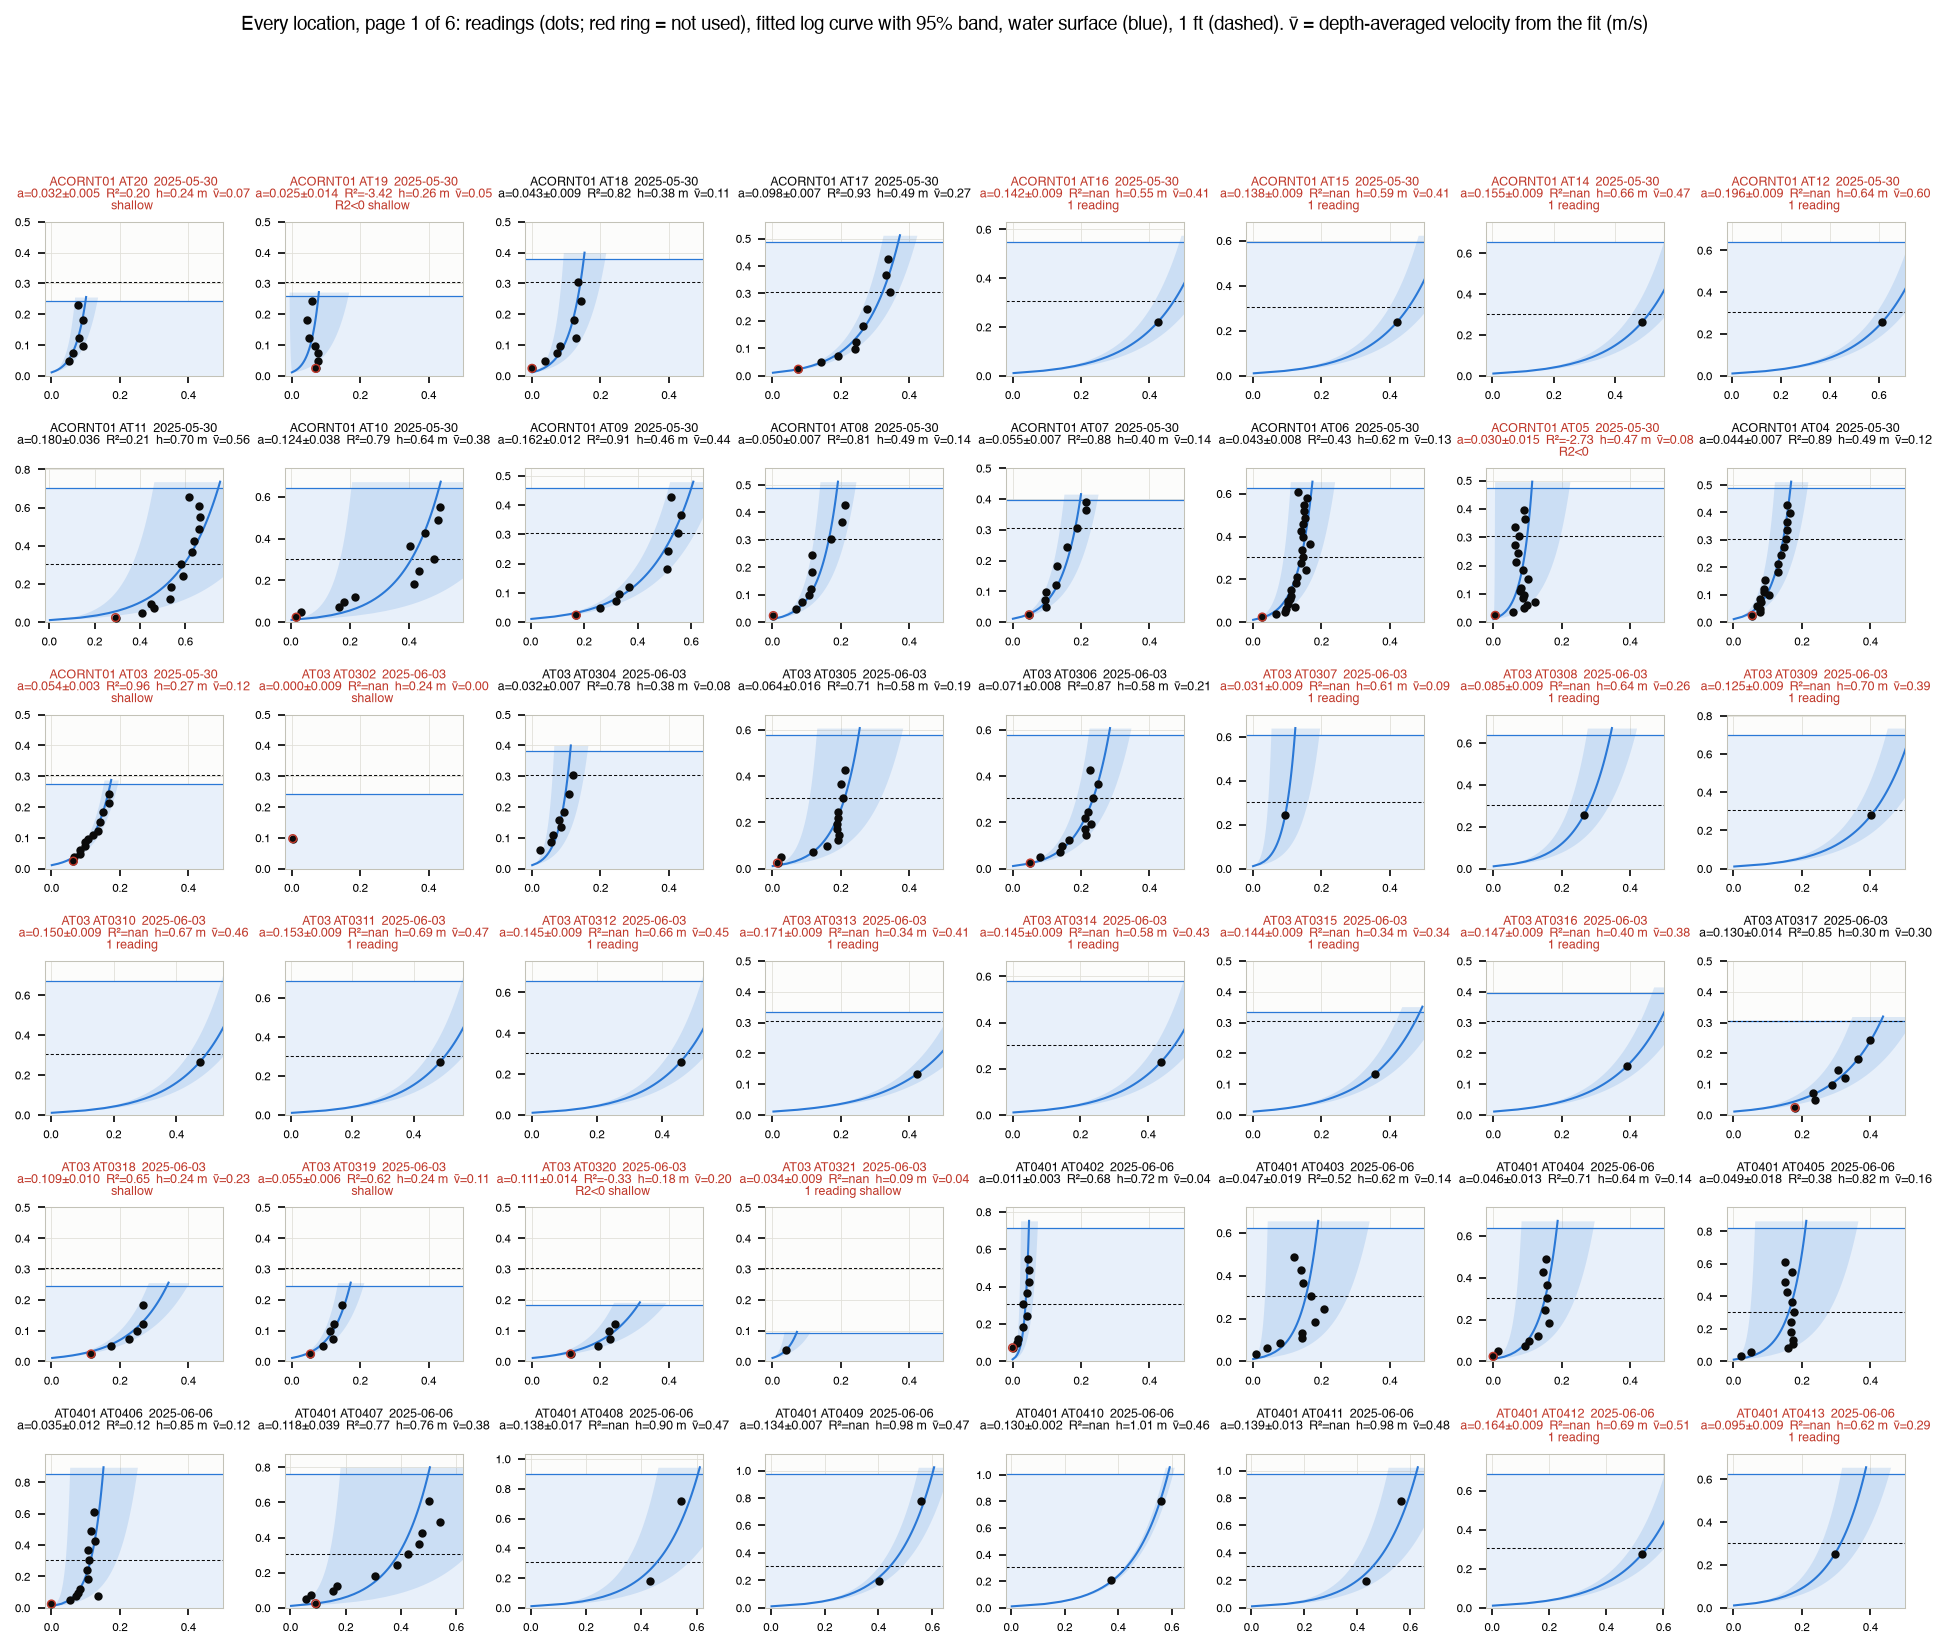 Every location, page 1 of 6: readings (dots; red ring = not used), fitted log curve with 95% band, water surface (blue), 1 ft (dashed). v̄ = depth-averaged velocity from the fit (m/s)
ACORNT01 AT20 2025-05-30
a=0.032±0.005 R²=0.20 h=0.24 m v̄=0.07
shallow
ACORNT01 AT19 2025-05-30
a=0.025±0.014 R²=-3.42 h=0.26 m v̄=0.05
R2<0 shallow
ACORNT01 AT18 2025-05-30
a=0.043±0.009 R²=0.82 h=0.38 m v̄=0.11
ACORNT01 AT17 2025-05-30
a=0.098±0.007 R²=0.93 h=0.49 m v̄=0.27
ACORNT01 AT16 2025-05-30
a=0.142±0.009 R²=nan h=0.55 m v̄=0.41
1 reading
ACORNT01 AT15 2025-05-30
a=0.138±0.009 R²=nan h=0.59 m v̄=0.41
1 reading
ACORNT01 AT14 2025-05-30
a=0.155±0.009 R²=nan h=0.66 m v̄=0.47
1 reading
ACORNT01 AT12 2025-05-30
a=0.196±0.009 R²=nan h=0.64 m v̄=0.60
1 reading
ACORNT01 AT11 2025-05-30
a=0.180±0.036 R²=0.21 h=0.70 m v̄=0.56
ACORNT01 AT10 2025-05-30
a=0.124±0.038 R²=0.79 h=0.64 m v̄=0.38
ACORNT01 AT09 2025-05-30
a=0.162±0.012 R²=0.91 h=0.46 m v̄=0.44
ACORNT01 AT08 2025-05-30
a=0.050±0.007 R²=0.81 h=0.49 m v̄=0.14
ACORNT01 AT07 2025-05-30
a=0.055±0.007 R²=0.88 h=0.40 m v̄=0.14
ACORNT01 AT06 2025-05-30
a=0.043±0.008 R²=0.43 h=0.62 m v̄=0.13
ACORNT01 AT05 2025-05-30
a=0.030±0.015 R²=-2.73 h=0.47 m v̄=0.08
R2<0
ACORNT01 AT04 2025-05-30
a=0.044±0.007 R²=0.89 h=0.49 m v̄=0.12
ACORNT01 AT03 2025-05-30
a=0.054±0.003 R²=0.96 h=0.27 m v̄=0.12
shallow
AT03 AT0302 2025-06-03
a=0.000±0.009 R²=nan h=0.24 m v̄=0.00
shallow
AT03 AT0304 2025-06-03
a=0.032±0.007 R²=0.78 h=0.38 m v̄=0.08
AT03 AT0305 2025-06-03
a=0.064±0.016 R²=0.71 h=0.58 m v̄=0.19
AT03 AT0306 2025-06-03
a=0.071±0.008 R²=0.87 h=0.58 m v̄=0.21
AT03 AT0307 2025-06-03
a=0.031±0.009 R²=nan h=0.61 m v̄=0.09
1 reading
AT03 AT0308 2025-06-03
a=0.085±0.009 R²=nan h=0.64 m v̄=0.26
1 reading
AT03 AT0309 2025-06-03
a=0.125±0.009 R²=nan h=0.70 m v̄=0.39
1 reading
AT03 AT0310 2025-06-03
a=0.150±0.009 R²=nan h=0.67 m v̄=0.46
1 reading
AT03 AT0311 2025-06-03
a=0.153±0.009 R²=nan h=0.69 m v̄=0.47
1 reading
AT03 AT0312 2025-06-03
a=0.145±0.009 R²=nan h=0.66 m v̄=0.45
1 reading
AT03 AT0313 2025-06-03
a=0.171±0.009 R²=nan h=0.34 m v̄=0.41
1 reading
AT03 AT0314 2025-06-03
a=0.145±0.009 R²=nan h=0.58 m v̄=0.43
1 reading
AT03 AT0315 2025-06-03
a=0.144±0.009 R²=nan h=0.34 m v̄=0.34
1 reading
AT03 AT0316 2025-06-03
a=0.147±0.009 R²=nan h=0.40 m v̄=0.38
1 reading
AT03 AT0317 2025-06-03
a=0.130±0.014 R²=0.85 h=0.30 m v̄=0.30
AT03 AT0318 2025-06-03
a=0.109±0.010 R²=0.65 h=0.24 m v̄=0.23
shallow
AT03 AT0319 2025-06-03
a=0.055±0.006 R²=0.62 h=0.24 m v̄=0.11
shallow
AT03 AT0320 2025-06-03
a=0.111±0.014 R²=-0.33 h=0.18 m v̄=0.20
R2<0 shallow
AT03 AT0321 2025-06-03
a=0.034±0.009 R²=nan h=0.09 m v̄=0.04
1 reading shallow
AT0401 AT0402 2025-06-06
a=0.011±0.003 R²=0.68 h=0.72 m v̄=0.04
AT0401 AT0403 2025-06-06
a=0.047±0.019 R²=0.52 h=0.62 m v̄=0.14
AT0401 AT0404 2025-06-06
a=0.046±0.013 R²=0.71 h=0.64 m v̄=0.14
AT0401 AT0405 2025-06-06
a=0.049±0.018 R²=0.38 h=0.82 m v̄=0.16
AT0401 AT0406 2025-06-06
a=0.035±0.012 R²=0.12 h=0.85 m v̄=0.12
AT0401 AT0407 2025-06-06
a=0.118±0.039 R²=0.77 h=0.76 m v̄=0.38
AT0401 AT0408 2025-06-06
a=0.138±0.017 R²=nan h=0.90 m v̄=0.47
AT0401 AT0409 2025-06-06
a=0.134±0.007 R²=nan h=0.98 m v̄=0.47
AT0401 AT0410 2025-06-06
a=0.130±0.002 R²=nan h=1.01 m v̄=0.46
AT0401 AT0411 2025-06-06
a=0.139±0.013 R²=nan h=0.98 m v̄=0.48
AT0401 AT0412 2025-06-06
a=0.164±0.009 R²=nan h=0.69 m v̄=0.51
1 reading
AT0401 AT0413 2025-06-06
a=0.095±0.009 R²=nan h=0.62 m v̄=0.29
1 reading